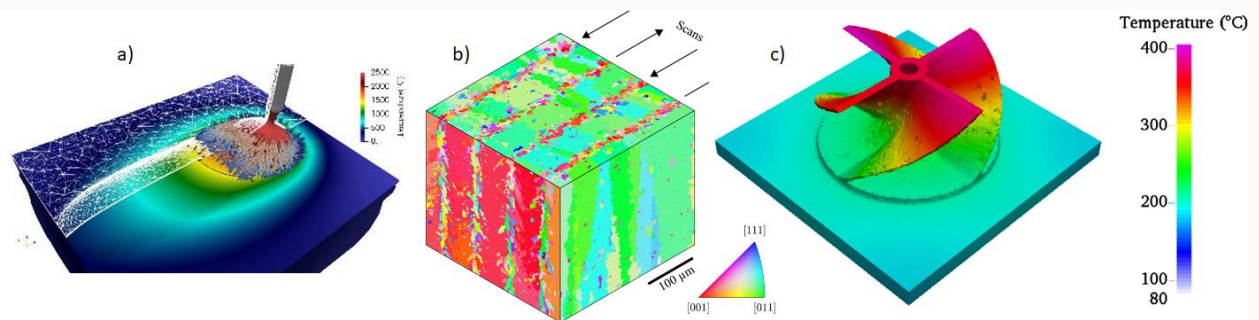 a)
2500
2000
1500
1000
500
0.
Temperature(°C)
b)
Scans
100 μm
[111]
[001]
[011]
c)
Temperature (°C)
400
300
200
100
80